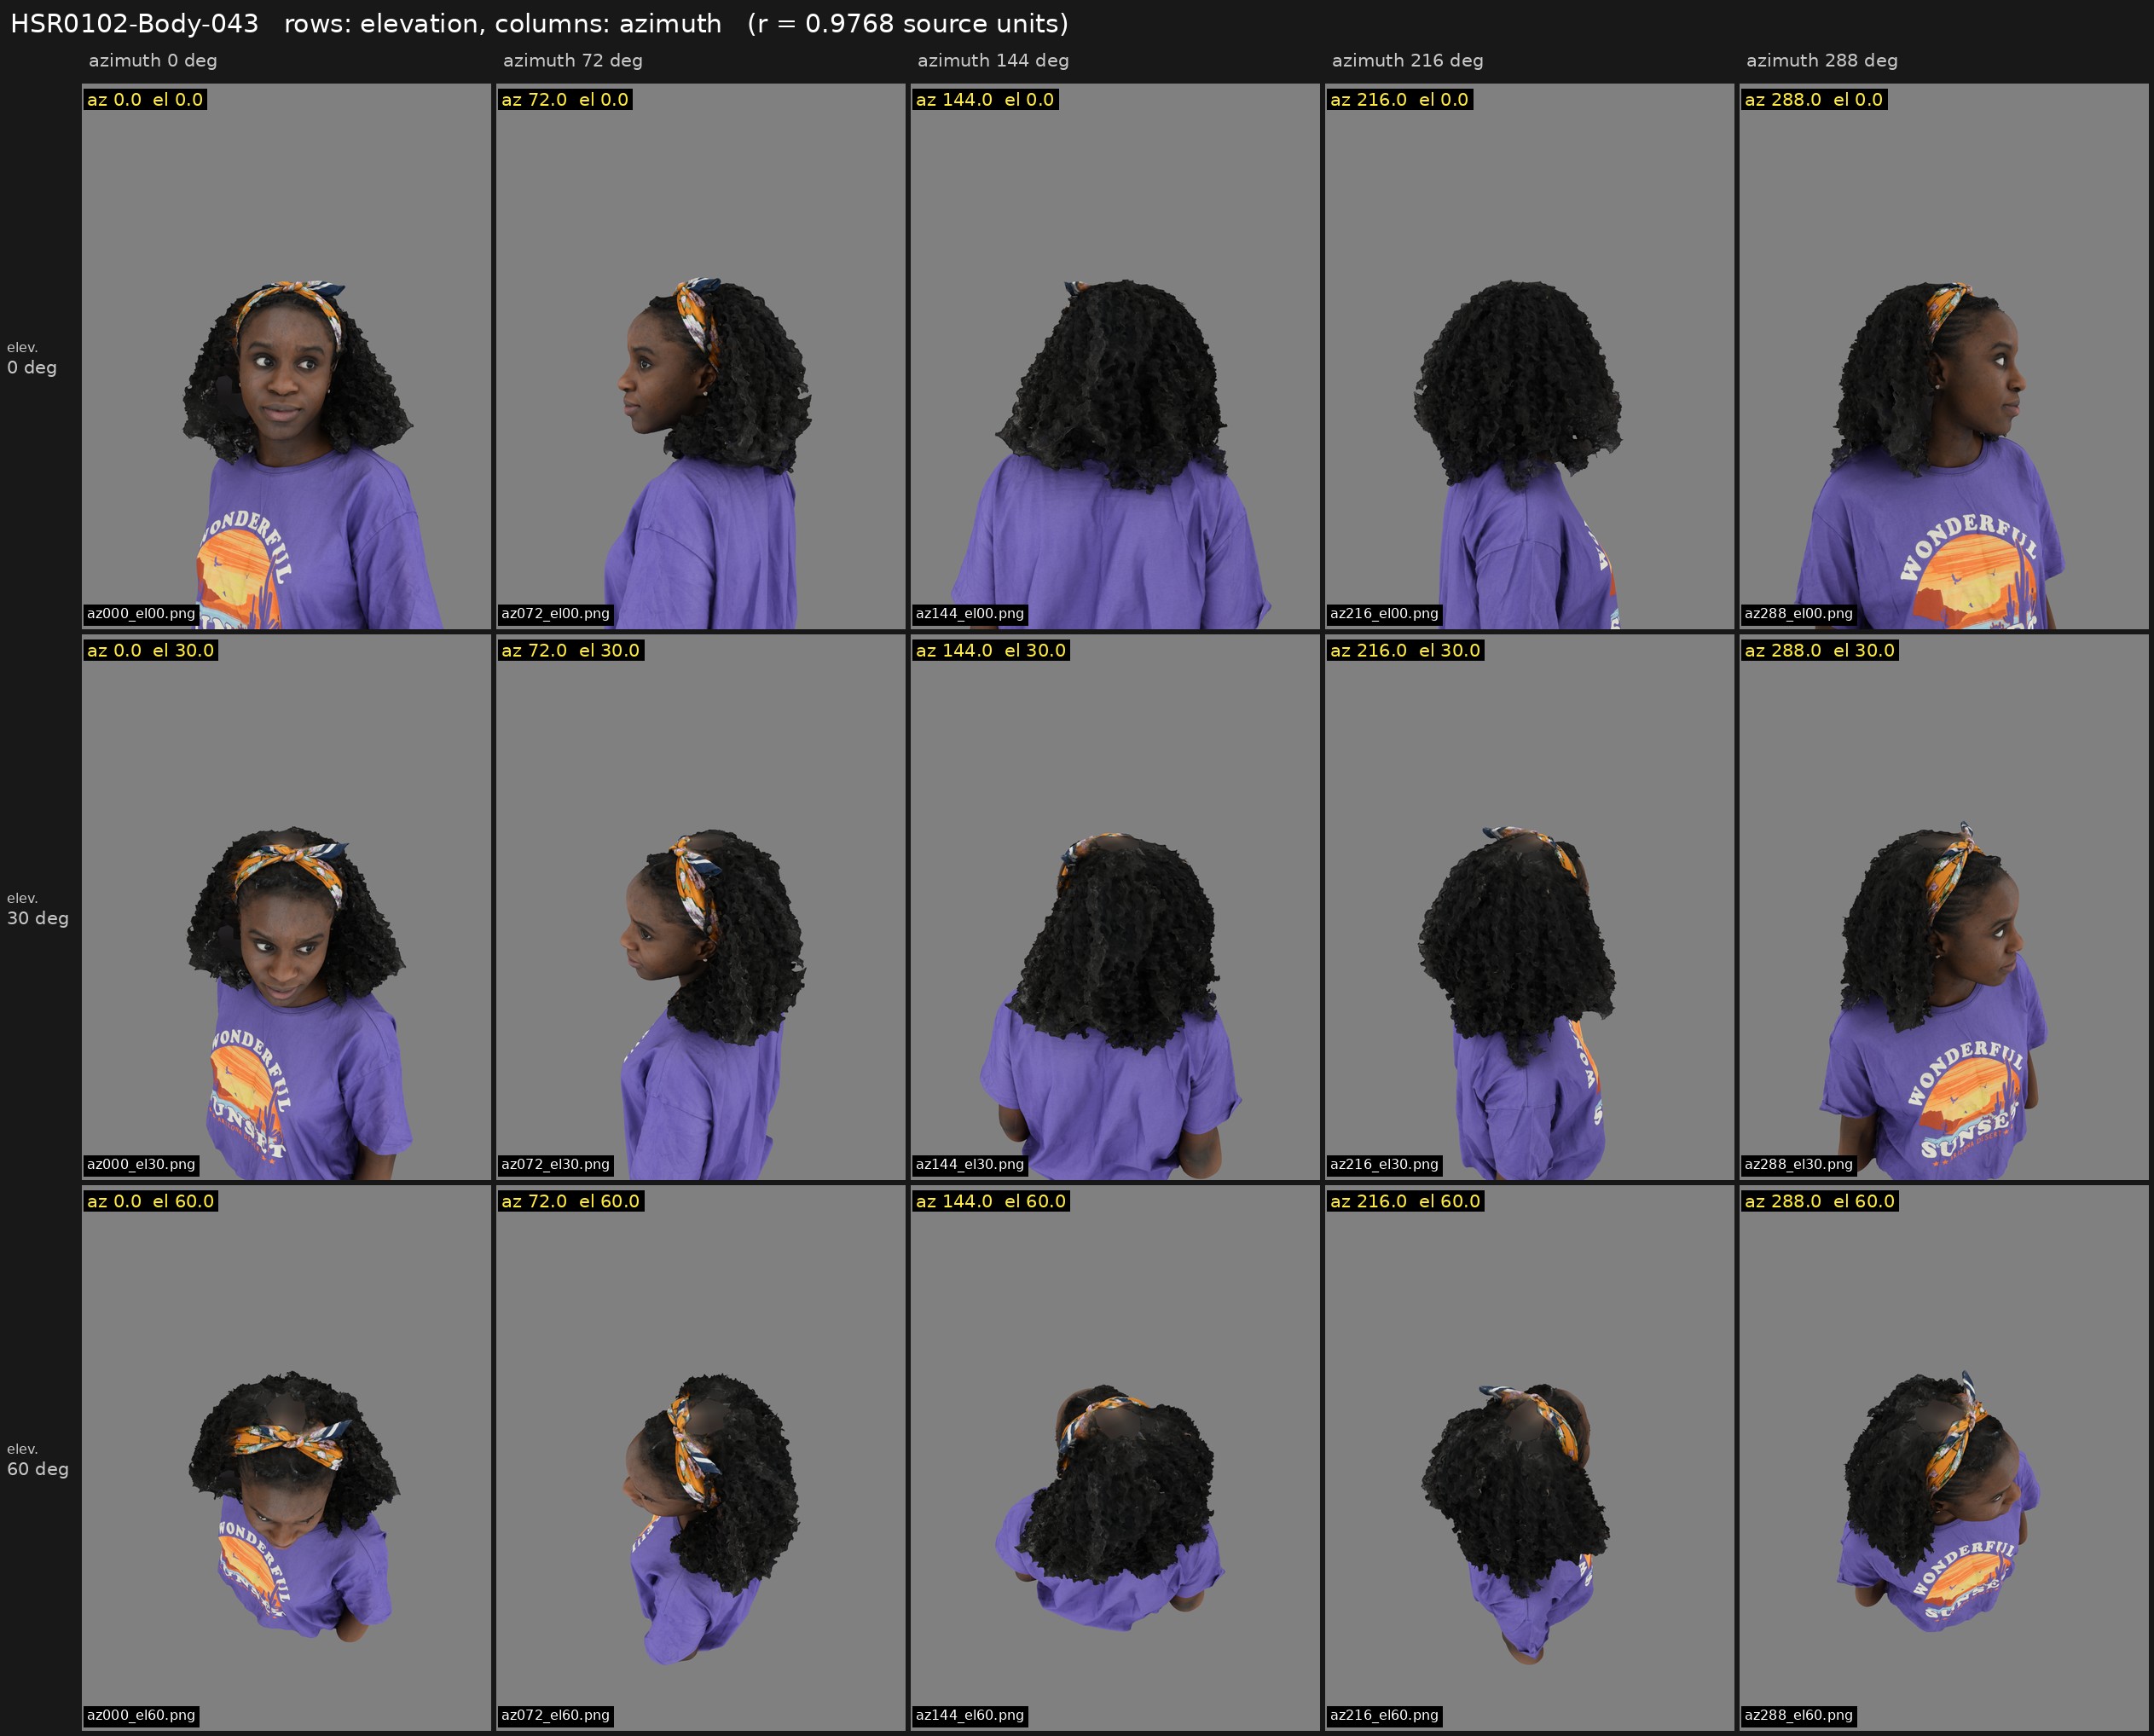 HSR0102-Body-043 rows: elevation, columns: azimuth (r = 0.9768 source units)
azimuth 0 deg
azimuth 72 deg
azimuth 144 deg
azimuth 216 deg
azimuth 288 deg
elev.
0 deg
az 0.0 el 0.0
WONDERFUL
az000_el00.png
az 72.0 el 0.0
az072_el00.png
az 144.0 el 0.0
az144_el00.png
az 216.0 el 0.0
az216_el00.png
az 288.0 el 0.0
WONDERFUL
az288_el00.png
elev.
30 deg
az 0.0 el 30.0
WONDERFUL
SUNSET
az000_el30.png
az 72.0 el 30.0
az072_el30.png
az 144.0 el 30.0
az144_el30.png
az 216.0 el 30.0
az216_el30.png
az 288.0 el 30.0
WONDERFUL
SUNSET
az288_el30.png
elev.
60 deg
az 0.0 el 60.0
WONDERFUL
az000_el60.png
az 72.0 el 60.0
az072_el60.png
az 144.0 el 60.0
az144_el60.png
az 216.0 el 60.0
az216_el60.png
az 288.0 el 60.0
WONDERFUL
SUNSET
az288_el60.png